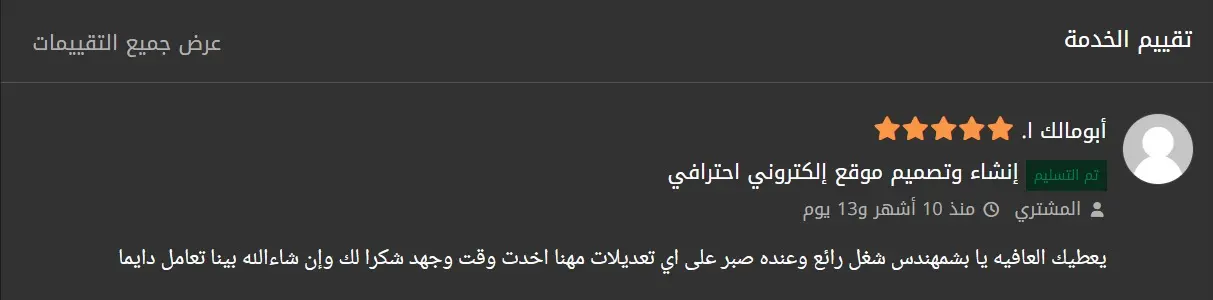 تقييم الخدمة
عرض جميع التقييمات
أبومالك ا.
تم التسليم إنشاء وتصميم موقع إلكتروني احترافي
المشتري منذ 10 أشهر و13 يوم
يعطيك العافيه يا بشمهندس شغل رائع وعنده صبر على اي تعديلات مهنا اخدت وقت وجهد شكرا لك وإن شاءالله بينا تعامل دايما